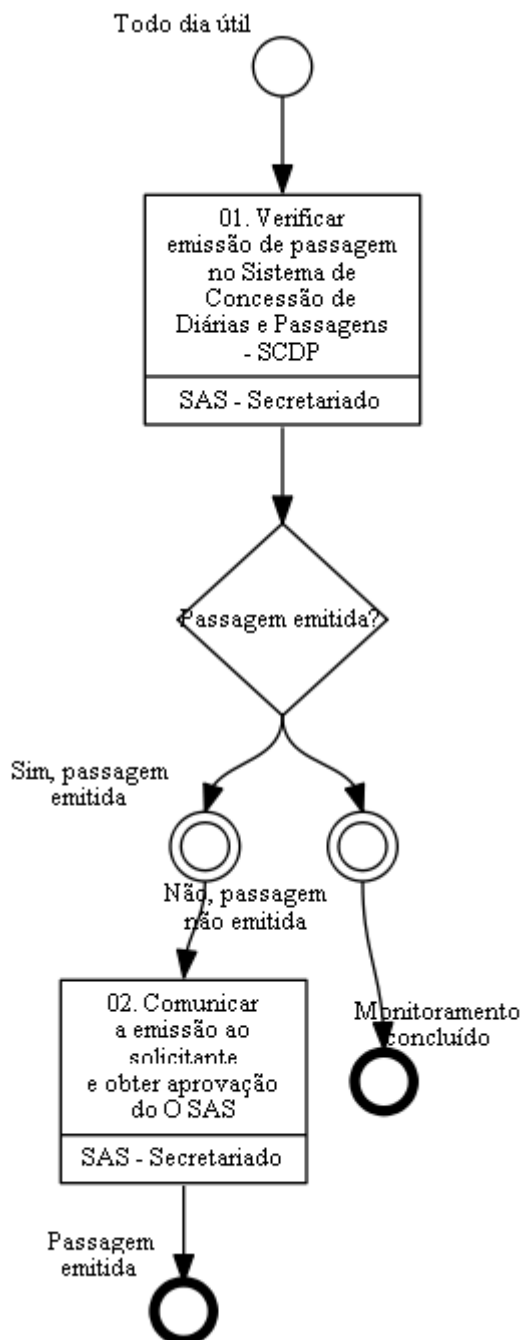 Todo dia útil
01. Verificar
emissão de passagem
no Sistema de
Concessão de
Diárias e Passagens
- SCDP
SAS - Secretariado
Passagem emitida?
Sim, passagem
emitida
Não, passagem
não emitida
02. Comunicar
a emissão ao
solicitante
e obter aprovação
do O SAS
SAS - Secretariado
Monitoramento
concluído
Passagem
emitida